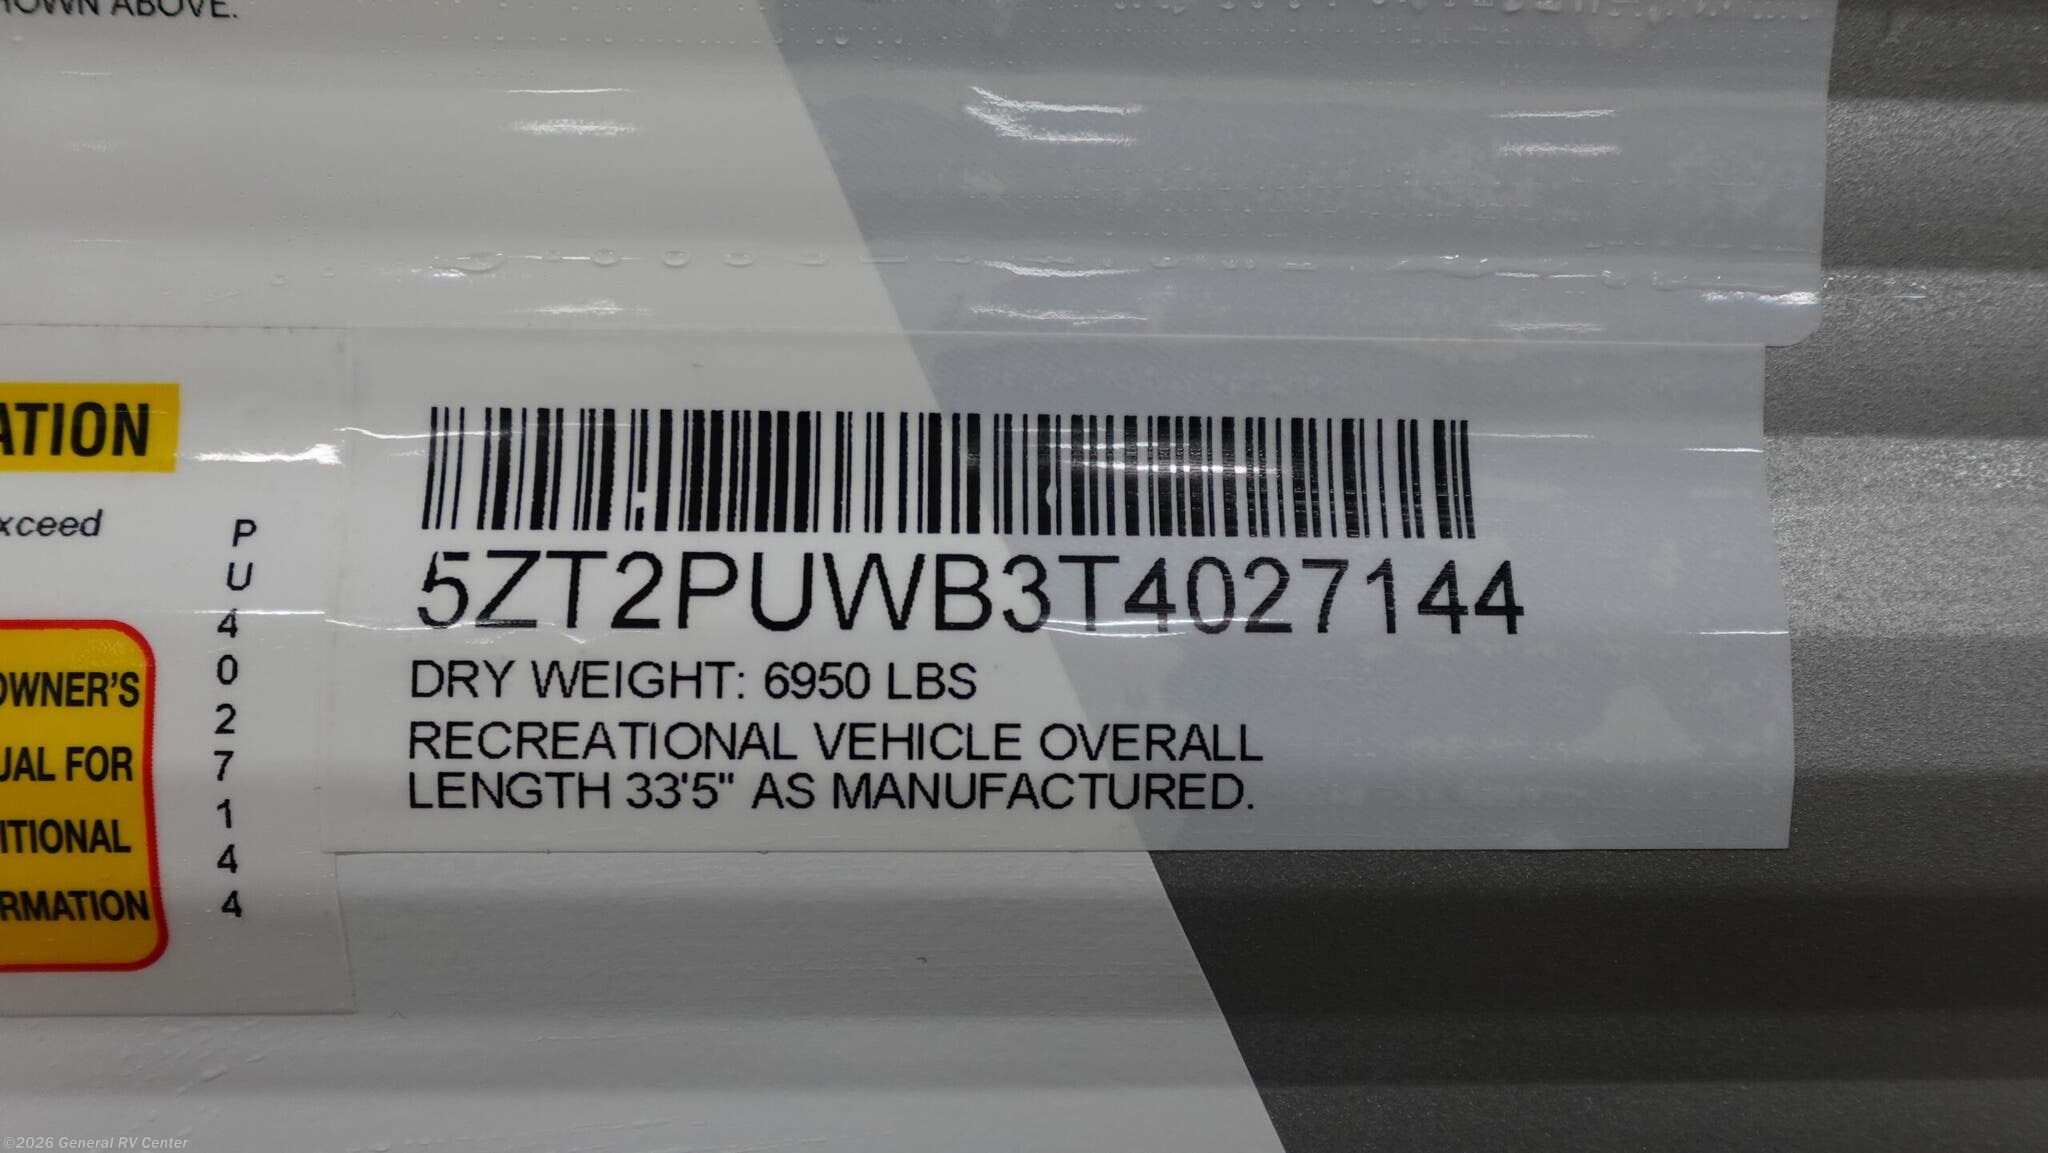 HOWN ABOVE.
ATION
xceed
OWNER'S
UAL FOR
ITIONAL
RMATION
P
U
4
0
2
7
1
4
4
5ZT2PUWB3T4027144
DRY WEIGHT: 6950 LBS
RECREATIONAL VEHICLE OVERALL
LENGTH 33'5" AS MANUFACTURED.
©2026 General RV Center